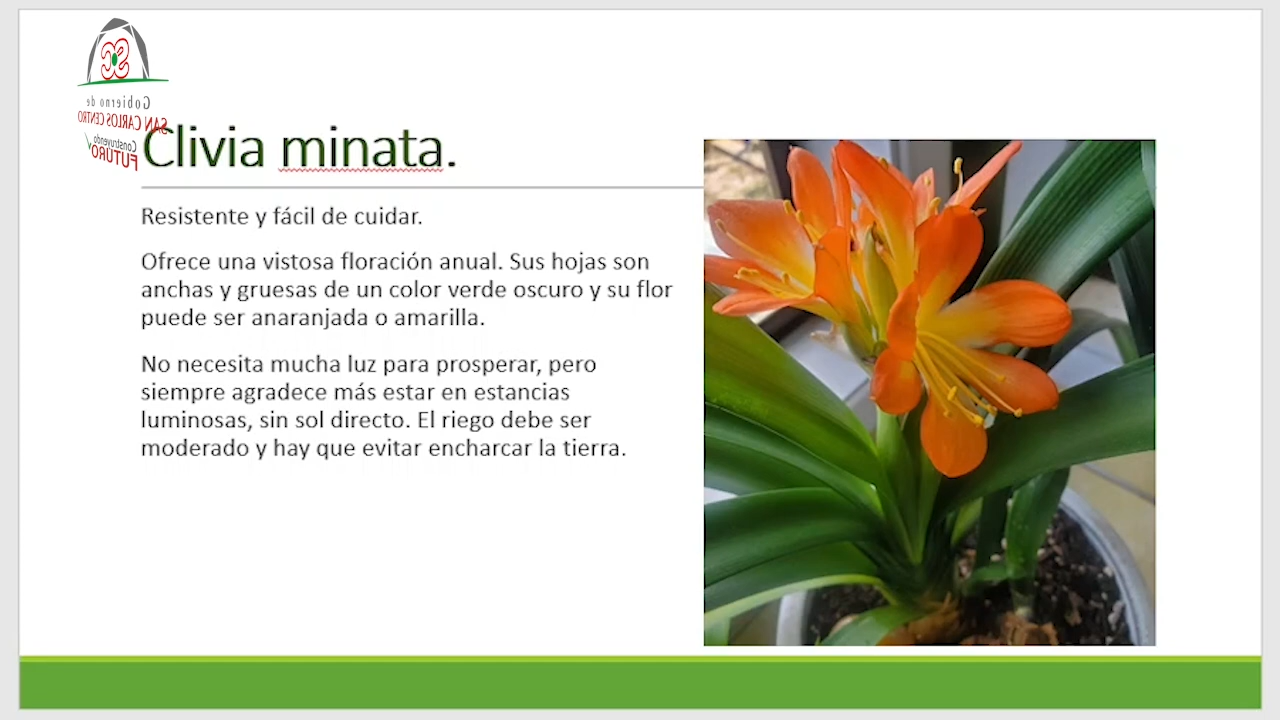 Gobierno de
SAN CARLOS CENTRO
Construyendo
FUTURO
Clivia minata.
Resistente y fácil de cuidar.
Ofrece una vistosa floración anual. Sus hojas son
anchas y gruesas de un color verde oscuro y su flor
puede ser anaranjada o amarilla.
No necesita mucha luz para prosperar, pero
siempre agradece más estar en estancias
luminosas, sin sol directo. El riego debe ser
moderado y hay que evitar encharcar la tierra.